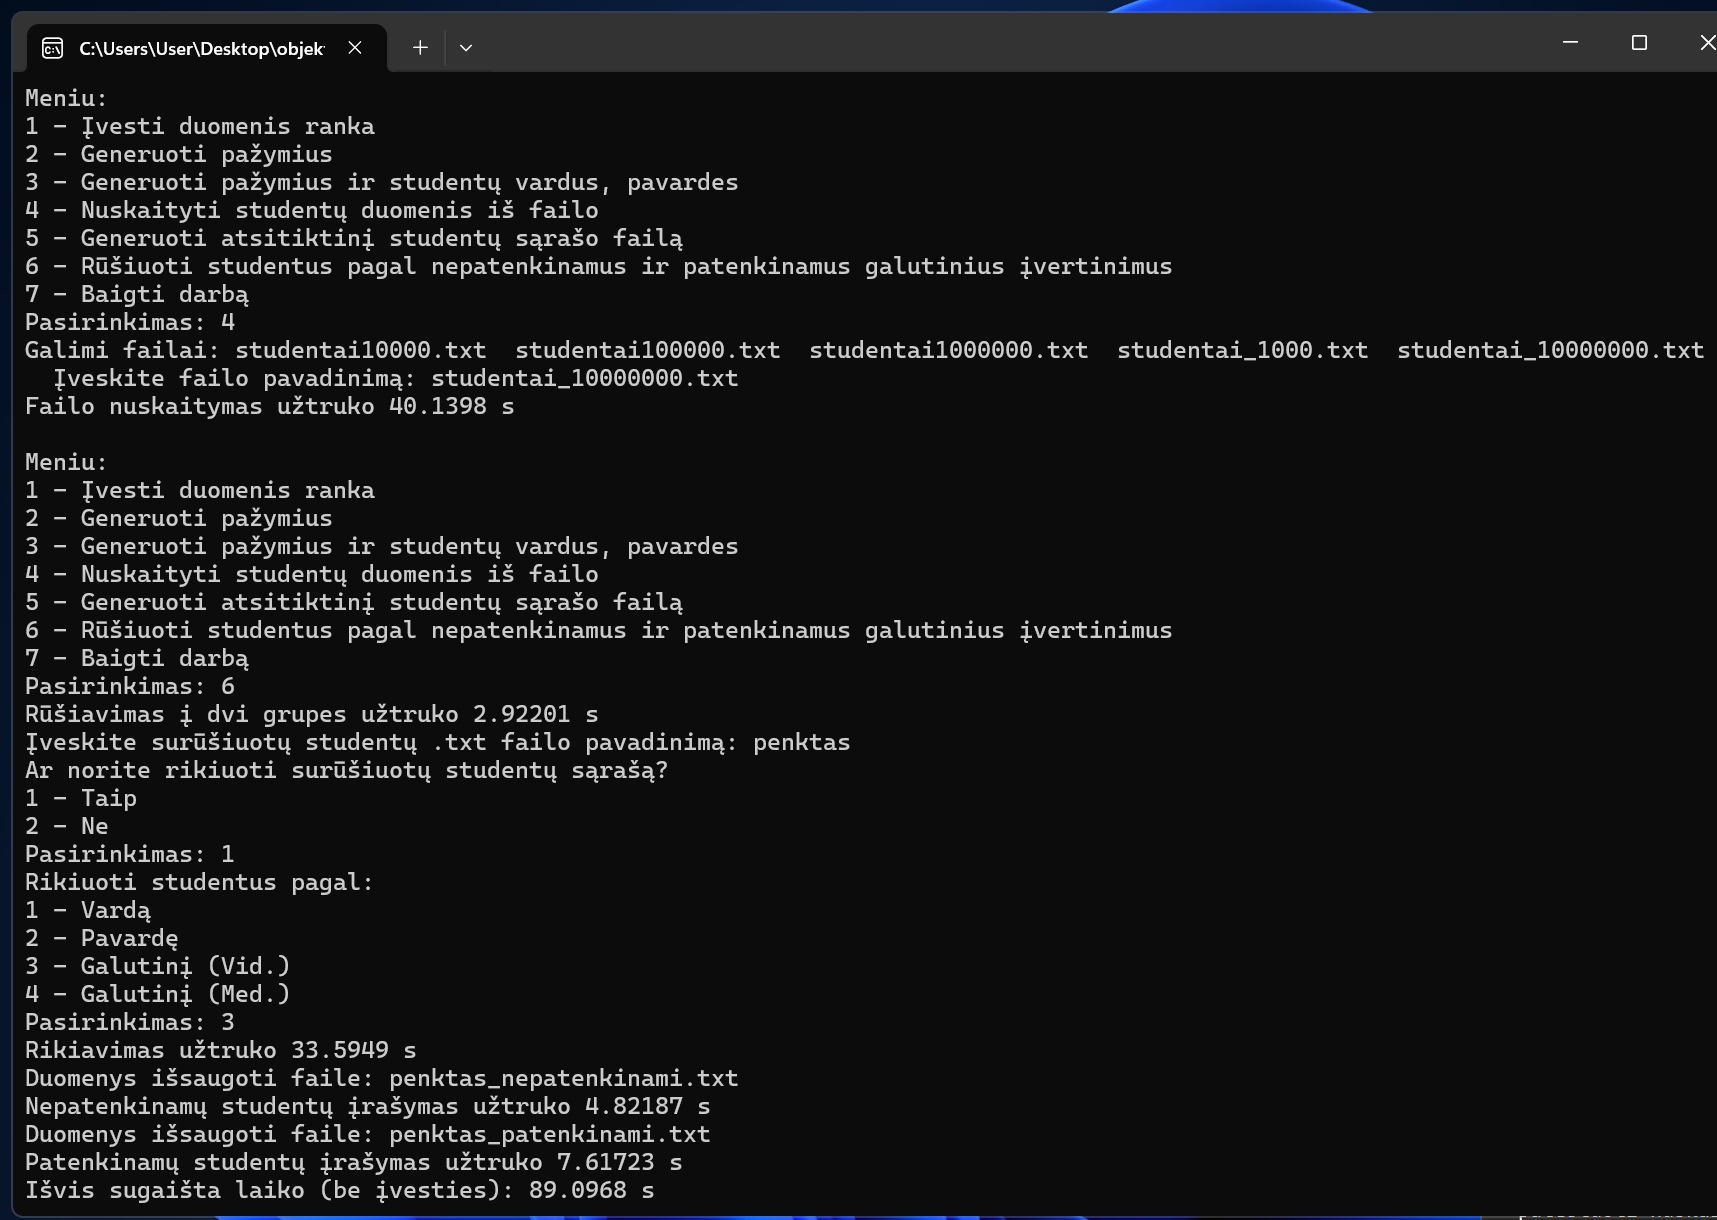 C:\Users\User\Desktop\objek
Meniu:
1 - Įvesti duomenis ranka
2 - Generuoti pažymius
3 - Generuoti pažymius ir studentų vardus, pavardes
4 - Nuskaityti studentų duomenis iš failo
5 - Generuoti atsitiktinį studentų sąrašo failą
6 - Rūšiuoti studentus pagal nepatenkinamus ir patenkinamus galutinius įvertinimus
7 - Baigti darbą
Pasirinkimas: 4
Galimi failai: studentai10000.txt  studentai100000.txt  studentai1000000.txt  studentai_1000.txt  studentai_10000000.txt
  Įveskite failo pavadinimą: studentai_10000000.txt
Failo nuskaitymas užtruko 40.1398 s
Meniu:
1 - Įvesti duomenis ranka
2 - Generuoti pažymius
3 - Generuoti pažymius ir studentų vardus, pavardes
4 - Nuskaityti studentų duomenis iš failo
5 - Generuoti atsitiktinį studentų sąrašo failą
6 - Rūšiuoti studentus pagal nepatenkinamus ir patenkinamus galutinius įvertinimus
7 - Baigti darbą
Pasirinkimas: 6
Rūšiavimas į dvi grupes užtruko 2.92201 s
Įveskite surūšiuotų studentų .txt failo pavadinimą: penktas
Ar norite rikiuoti surūšiuotų studentų sąrašą?
1 - Taip
2 - Ne
Pasirinkimas: 1
Rikiuoti studentus pagal:
1 - Vardą
2 - Pavardę
3 - Galutinį (Vid.)
4 - Galutinį (Med.)
Pasirinkimas: 3
Rikiavimas užtruko 33.5949 s
Duomenys išsaugoti faile: penktas_nepatenkinami.txt
Nepatenkinamų studentų įrašymas užtruko 4.82187 s
Duomenys išsaugoti faile: penktas_patenkinami.txt
Patenkinamų studentų įrašymas užtruko 7.61723 s
Išvis sugaišta laiko (be įvesties): 89.0968 s